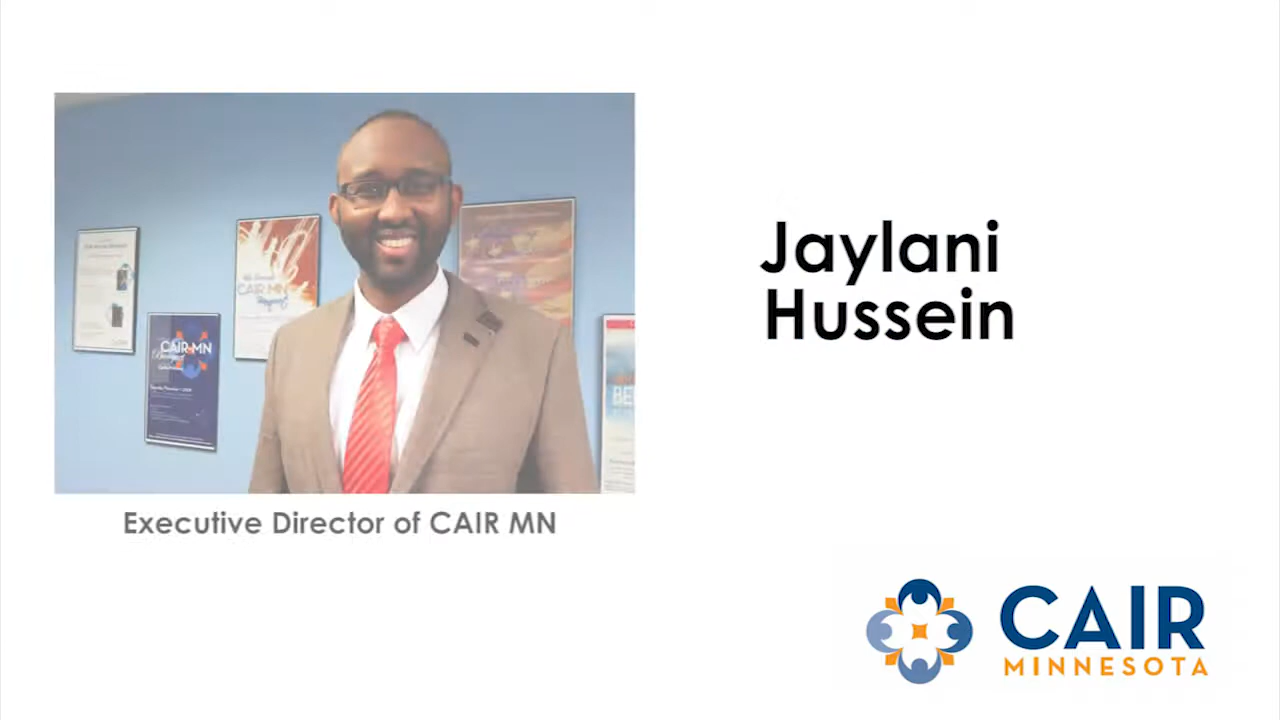 CAIR MN
CAIR MN
Jaylani
Hussein
Executive Director of CAIR MN
CAIR
MINNESOTA